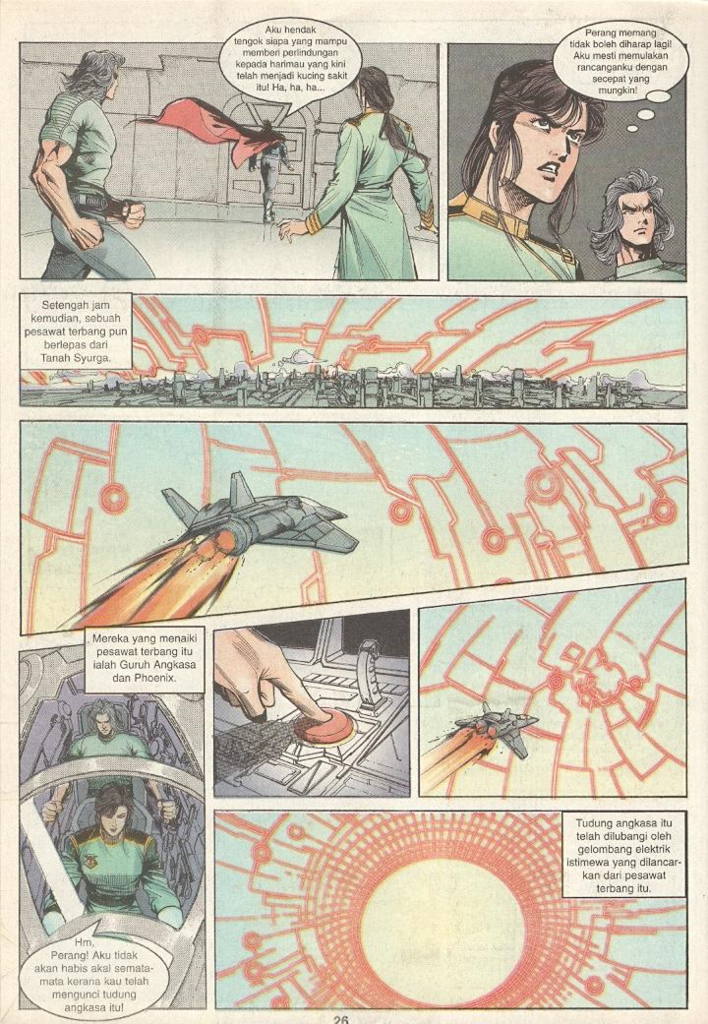 Aku hendak
tengok siapa yang mampu
memberi perlindungan
kepada harimau yang kini
telah menjadi kucing sakit
itu! Ha, ha, ha...
Perang memang
tidak boleh diharap lagi!
Aku mesti memulakan
rancanganku dengan
secepat yang
mungkin!
Setengah jam
kemudian, sebuah
pesawat terbang pun
berlepas dari
Tanah Syurga.
Mereka yang menaiki
pesawat terbang itu
ialah Guruh Angkasa
dan Phoenix.
Hm,
Perang! Aku tidak
akan habis akal semata-
mata kerana kau telah
mengunci tudung
angkasa itu!
Tudung angkasa itu
telah dilubangi oleh
gelombang elektrik
istimewa yang dilancar-
kan dari pesawat
terbang itu.
26